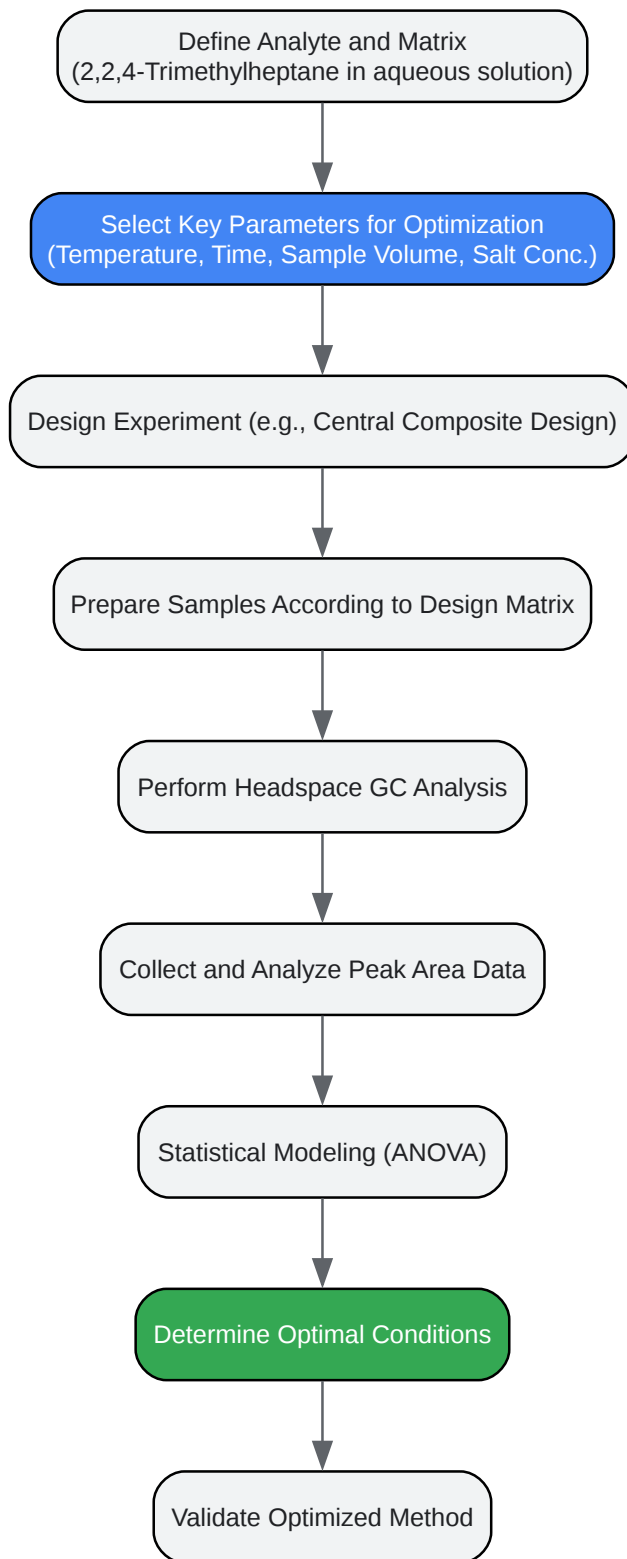 Define Analyte and Matrix
(2,2,4-Trimethylheptane in aqueous solution)
Select Key Parameters for Optimization
(Temperature, Time, Sample Volume, Salt Conc.)
Design Experiment (e.g., Central Composite Design)
Prepare Samples According to Design Matrix
Perform Headspace GC Analysis
Collect and Analyze Peak Area Data
Statistical Modeling (ANOVA)
Determine Optimal Conditions
Validate Optimized Method